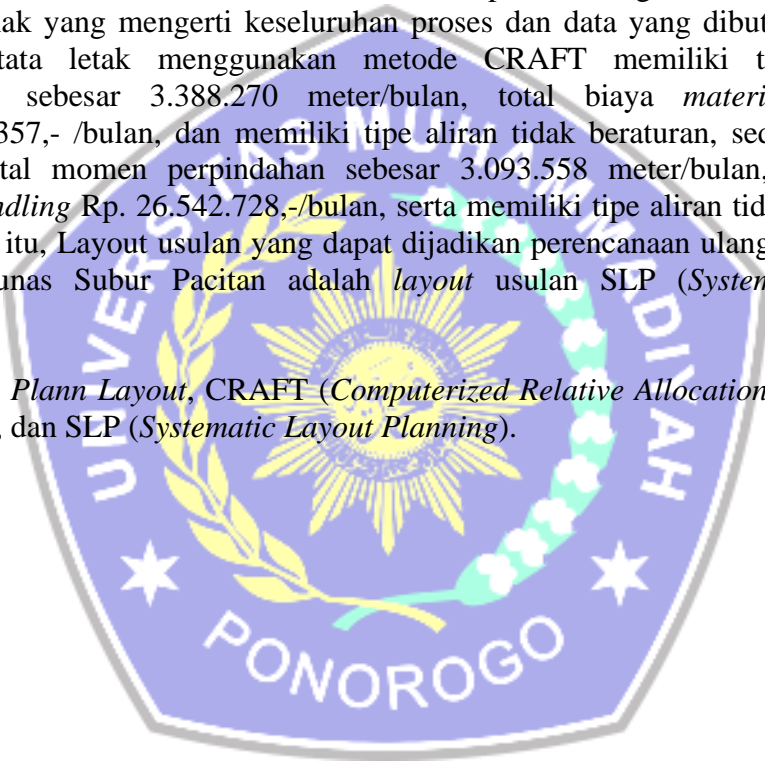 nak yang mengerti keseluruhan proses dan data yang dibut
tata letak menggunakan metode CRAFT memiliki t
sebesar 3.388.270 meter/bulan, total biaya materi
357,- /bulan, dan memiliki tipe aliran tidak beraturan, sed
tal momen perpindahan sebesar 3.093.558 meter/bulan,
ndling Rp. 26.542.728,-/bulan, serta memiliki tipe aliran tid
itu, Layout usulan yang dapat dijadikan perencanaan ulang
unas Subur Pacitan adalah layout usulan SLP (System
Plann Layout, CRAFT (Computerized Relative Allocation
, dan SLP (Systematic Layout Planning).
UNIVERSITAS MUHAMMADIYAH
PONOROGO